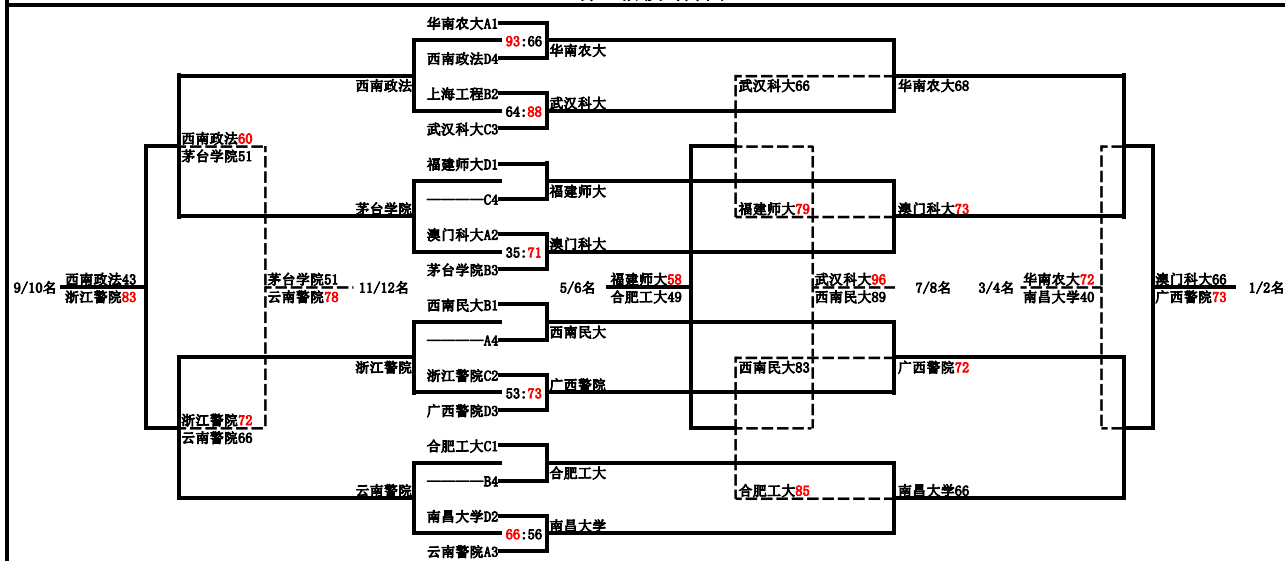 华南农大A1
93:66
华南农大
西南政法D4
西南政法
上海工程B2
武汉科大66
华南农大68
64:88
武汉科大
武汉科大C3
西南政法60
茅台学院51
福建师大D1
福建师大
————C4
茅台学院
福建师大79
澳门科大73
澳门科大A2
35:71
澳门科大
茅台学院B3
9/10名
西南政法43
浙江警院83
茅台学院51
云南警院78
11/12名
5/6名
福建师大58
合肥工大49
武汉科大96
西南民大89
7/8名
3/4名
华南农大72
南昌大学40
澳门科大66
广西警院73
1/2名
西南民大B1
西南民大
————A4
浙江警院
西南民大83
广西警院72
浙江警院C2
53:73
广西警院
广西警院D3
浙江警院72
云南警院66
合肥工大C1
合肥工大
————B4
云南警院
合肥工大85
南昌大学66
南昌大学D2
66:56
南昌大学
云南警院A3